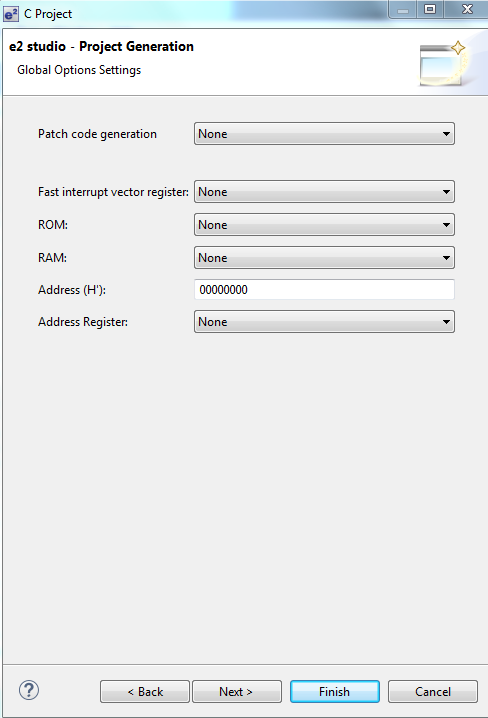 e² C Project
e2 studio - Project Generation
Global Options Settings
Patch code generation None
Fast interrupt vector register: None
ROM: None
RAM: None
Address (H'): 00000000
Address Register: None
? < Back Next > Finish Cancel